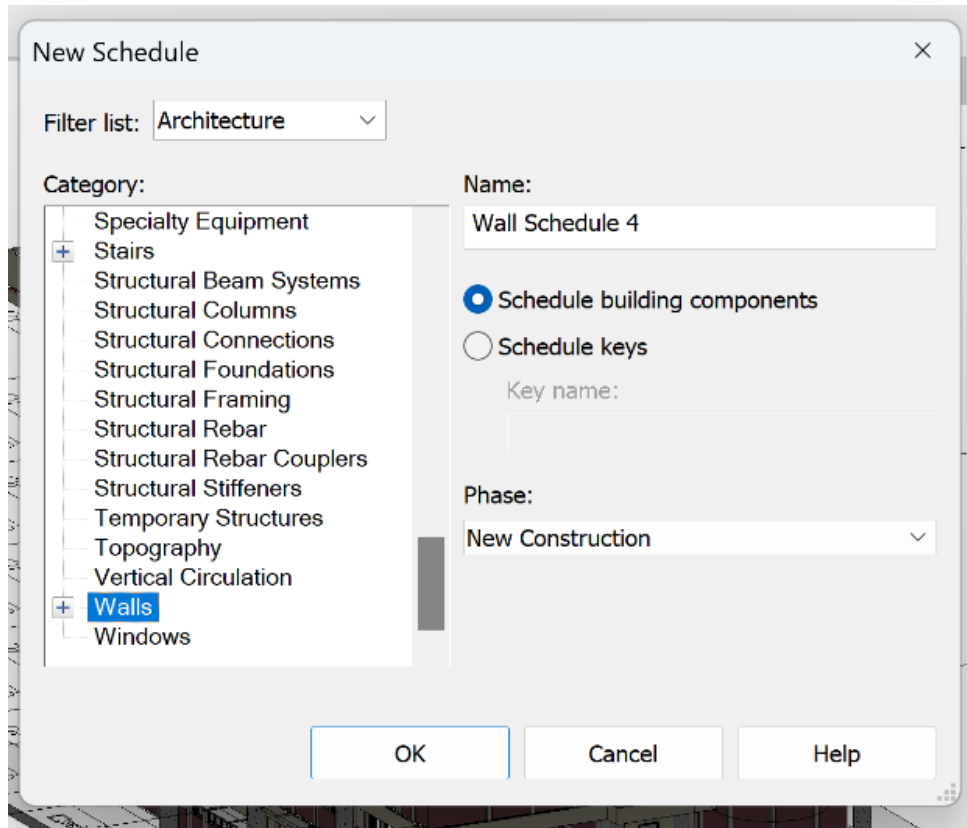 New Schedule
Filter list: Architecture
Category:
Specialty Equipment
Stairs
Structural Beam Systems
Structural Columns
Structural Connections
Structural Foundations
Structural Framing
Structural Rebar
Structural Rebar Couplers
Structural Stiffeners
Temporary Structures
Topography
Vertical Circulation
Walls
Windows
Name:
Wall Schedule 4
Schedule building components
Schedule keys
Key name:
Phase:
New Construction
OK Cancel Help